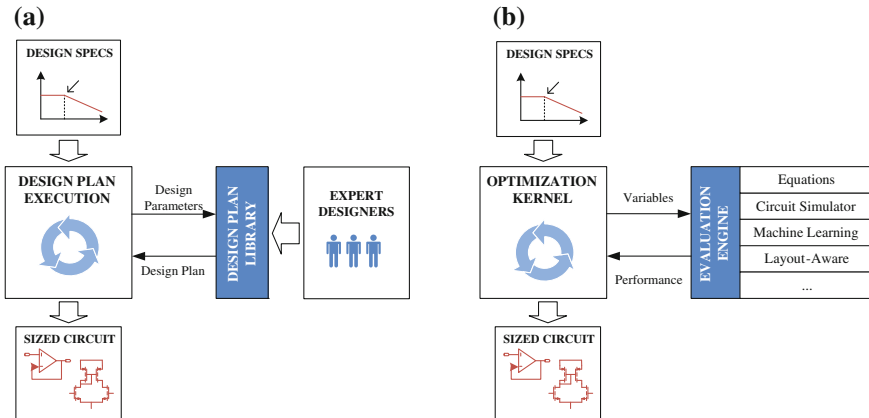 (a)
DESIGN SPECS
DESIGN PLAN
EXECUTION
Design
Parameters
Design Plan
DESIGN PLAN
LIBRARY
EXPERT
DESIGNERS
SIZED CIRCUIT
(b)
DESIGN SPECS
OPTIMIZATION
KERNEL
Variables
Performance
EVALUATION
ENGINE
Equations
Circuit Simulator
Machine Learning
Layout-Aware
...
SIZED CIRCUIT